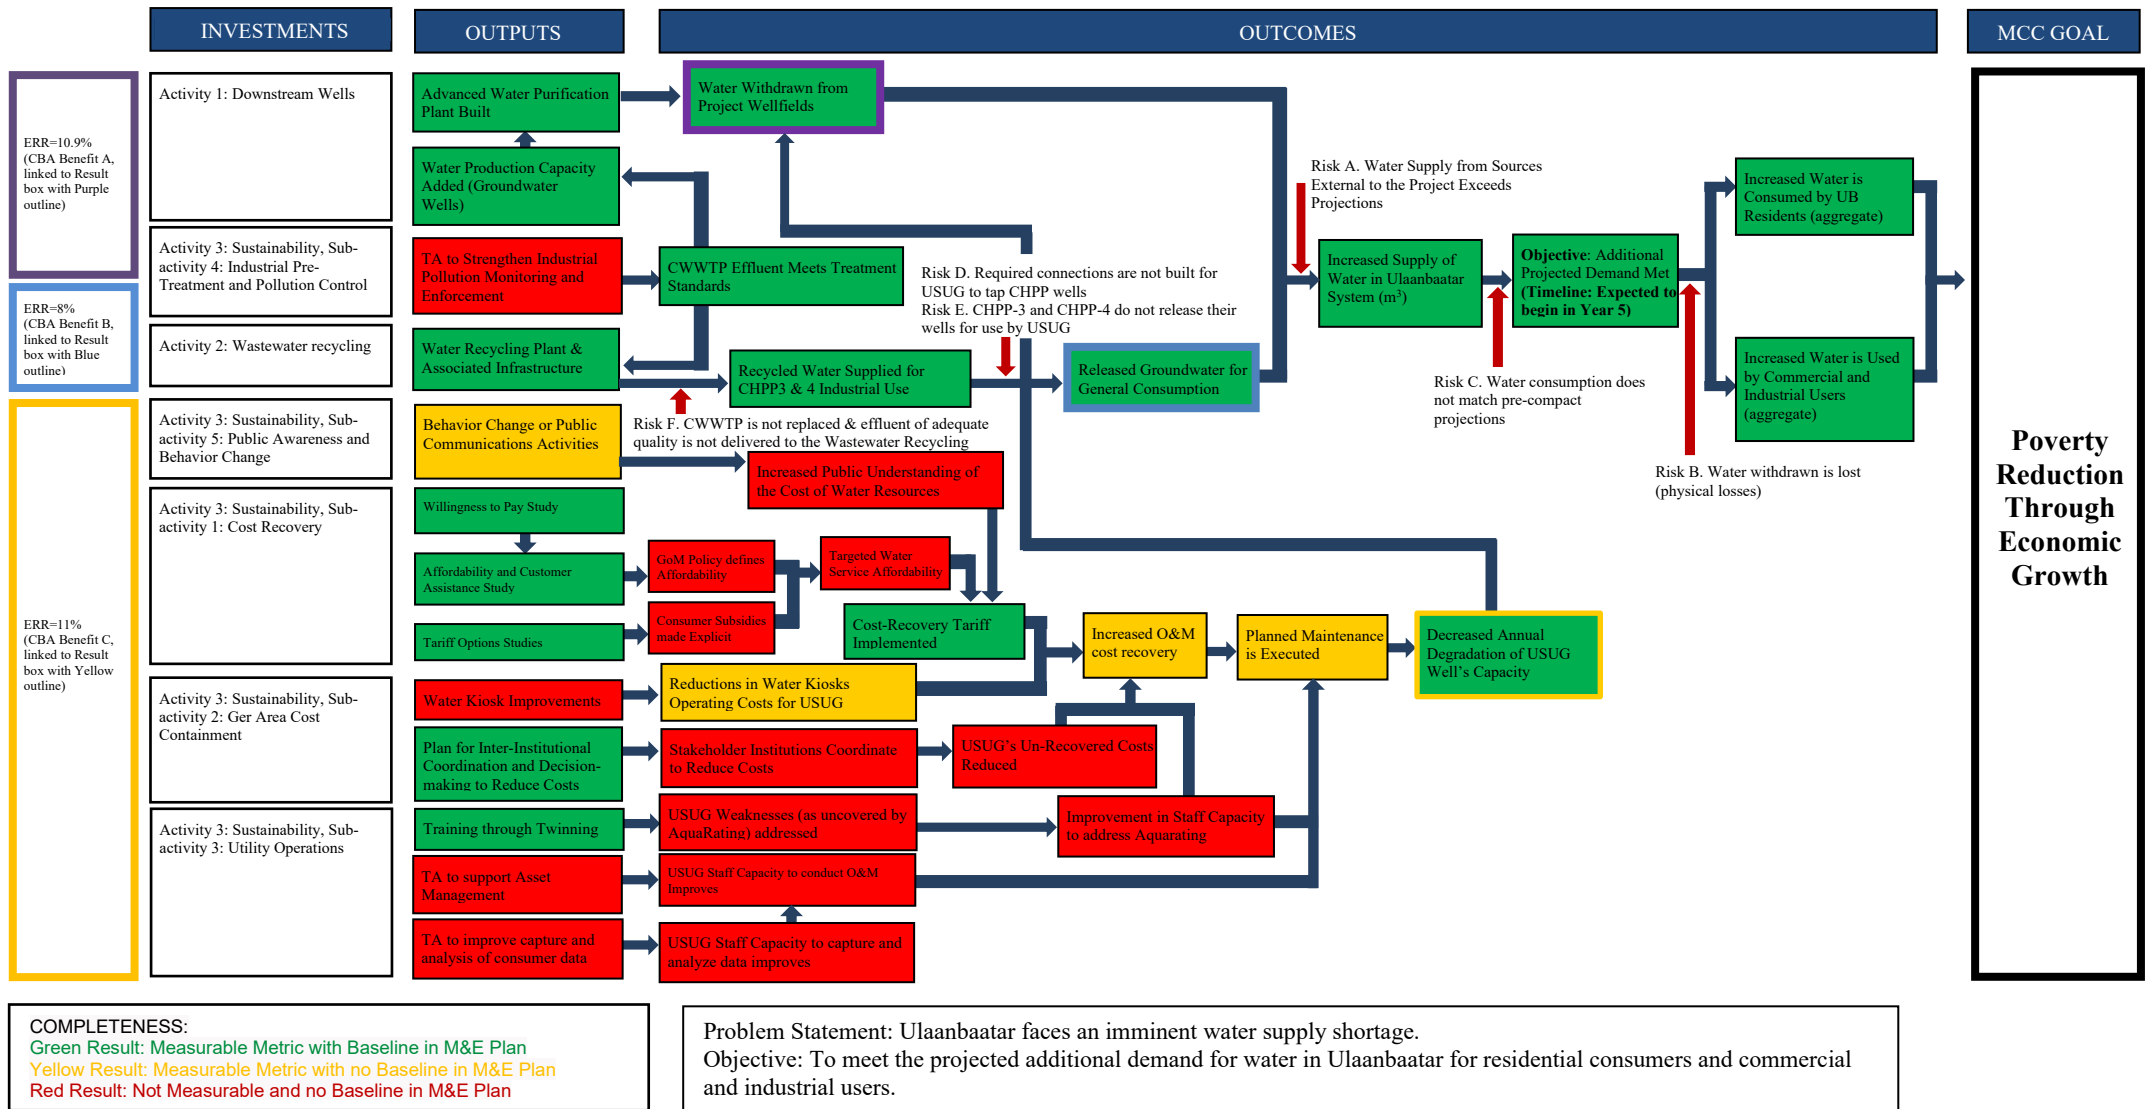 INVESTMENTS
OUTPUTS
OUTCOMES
MCC GOAL
ERR=10.9%
(CBA Benefit A,
linked to Result
box with Purple
outline)
ERR=8%
(CBA Benefit B,
linked to Result
box with Blue
outline)
ERR=11%
(CBA Benefit C,
linked to Result
box with Yellow
outline)
Activity 1: Downstream Wells
Activity 3: Sustainability, Sub-
activity 4: Industrial Pre-
Treatment and Pollution Control
Activity 2: Wastewater recycling
Activity 3: Sustainability, Sub-
activity 5: Public Awareness and
Behavior Change
Activity 3: Sustainability, Sub-
activity 1: Cost Recovery
Activity 3: Sustainability, Sub-
activity 2: Ger Area Cost
Containment
Activity 3: Sustainability, Sub-
activity 3: Utility Operations
Advanced Water Purification
Plant Built
Water Production Capacity
Added (Groundwater
Wells)
TA to Strengthen Industrial
Pollution Monitoring and
Enforcement
Water Recycling Plant &
Associated Infrastructure
Behavior Change or Public
Communications Activities
Willingness to Pay Study
Affordability and Customer
Assistance Study
Tariff Options Studies
Water Kiosk Improvements
Plan for Inter-Institutional
Coordination and Decision-
making to Reduce Costs
Training through Twinning
TA to support Asset
Management
TA to improve capture and
analysis of consumer data
Water Withdrawn from
Project Wellfields
CWWTP Effluent Meets Treatment
Standards
Recycled Water Supplied for
CHPP3 & 4 Industrial Use
Risk D. Required connections are not built for
USUG to tap CHPP wells
Risk E. CHPP-3 and CHPP-4 do not release their
wells for use by USUG
Released Groundwater for
General Consumption
Risk F. CWWTP is not replaced & effluent of adequate
quality is not delivered to the Wastewater Recycling
Increased Public Understanding of
the Cost of Water Resources
GoM Policy defines
Affordability
Consumer Subsidies
made Explicit
Targeted Water
Service Affordability
Cost-Recovery Tariff
Implemented
Reductions in Water Kiosks
Operating Costs for USUG
Stakeholder Institutions Coordinate
to Reduce Costs
USUG's Un-Recovered Costs
Reduced
USUG Weaknesses (as uncovered by
AquaRating) addressed
Improvement in Staff Capacity
to address Aquarating
USUG Staff Capacity to conduct O&M
Improves
USUG Staff Capacity to capture and
analyze data improves
Increased O&M
cost recovery
Planned Maintenance
is Executed
Decreased Annual
Degradation of USUG
Well's Capacity
Risk A. Water Supply from Sources
External to the Project Exceeds
Projections
Increased Supply of
Water in Ulaanbaatar
System (m³)
Objective: Additional
Projected Demand Met
(Timeline: Expected to
begin in Year 5)
Risk C. Water consumption does
not match pre-compact
projections
Risk B. Water withdrawn is lost
(physical losses)
Increased Water is
Consumed by UB
Residents (aggregate)
Increased Water is Used
by Commercial and
Industrial Users
(aggregate)
Poverty
Reduction
Through
Economic
Growth
COMPLETENESS:
Green Result: Measurable Metric with Baseline in M&E Plan
Yellow Result: Measurable Metric with no Baseline in M&E Plan
Red Result: Not Measurable and no Baseline in M&E Plan
Problem Statement: Ulaanbaatar faces an imminent water supply shortage.
Objective: To meet the projected additional demand for water in Ulaanbaatar for residential consumers and commercial
and industrial users.